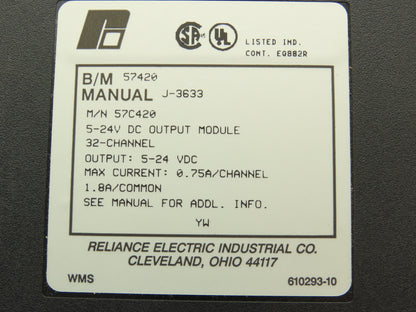 SA
UL
LISTED IND.
CONT. EQ882R
B/M 57420
MANUAL J-3633
M/N 57C420
5-24V DC OUTPUT MODULE
32-CHANNEL
OUTPUT: 5-24 VDC
MAX CURRENT: 0.75A/CHANNEL
1.8A/COMMON
SEE MANUAL FOR ADDL. INFO.
YW
RELIANCE ELECTRIC INDUSTRIAL CO.
CLEVELAND, OHIO 44117
WMS 610293-10